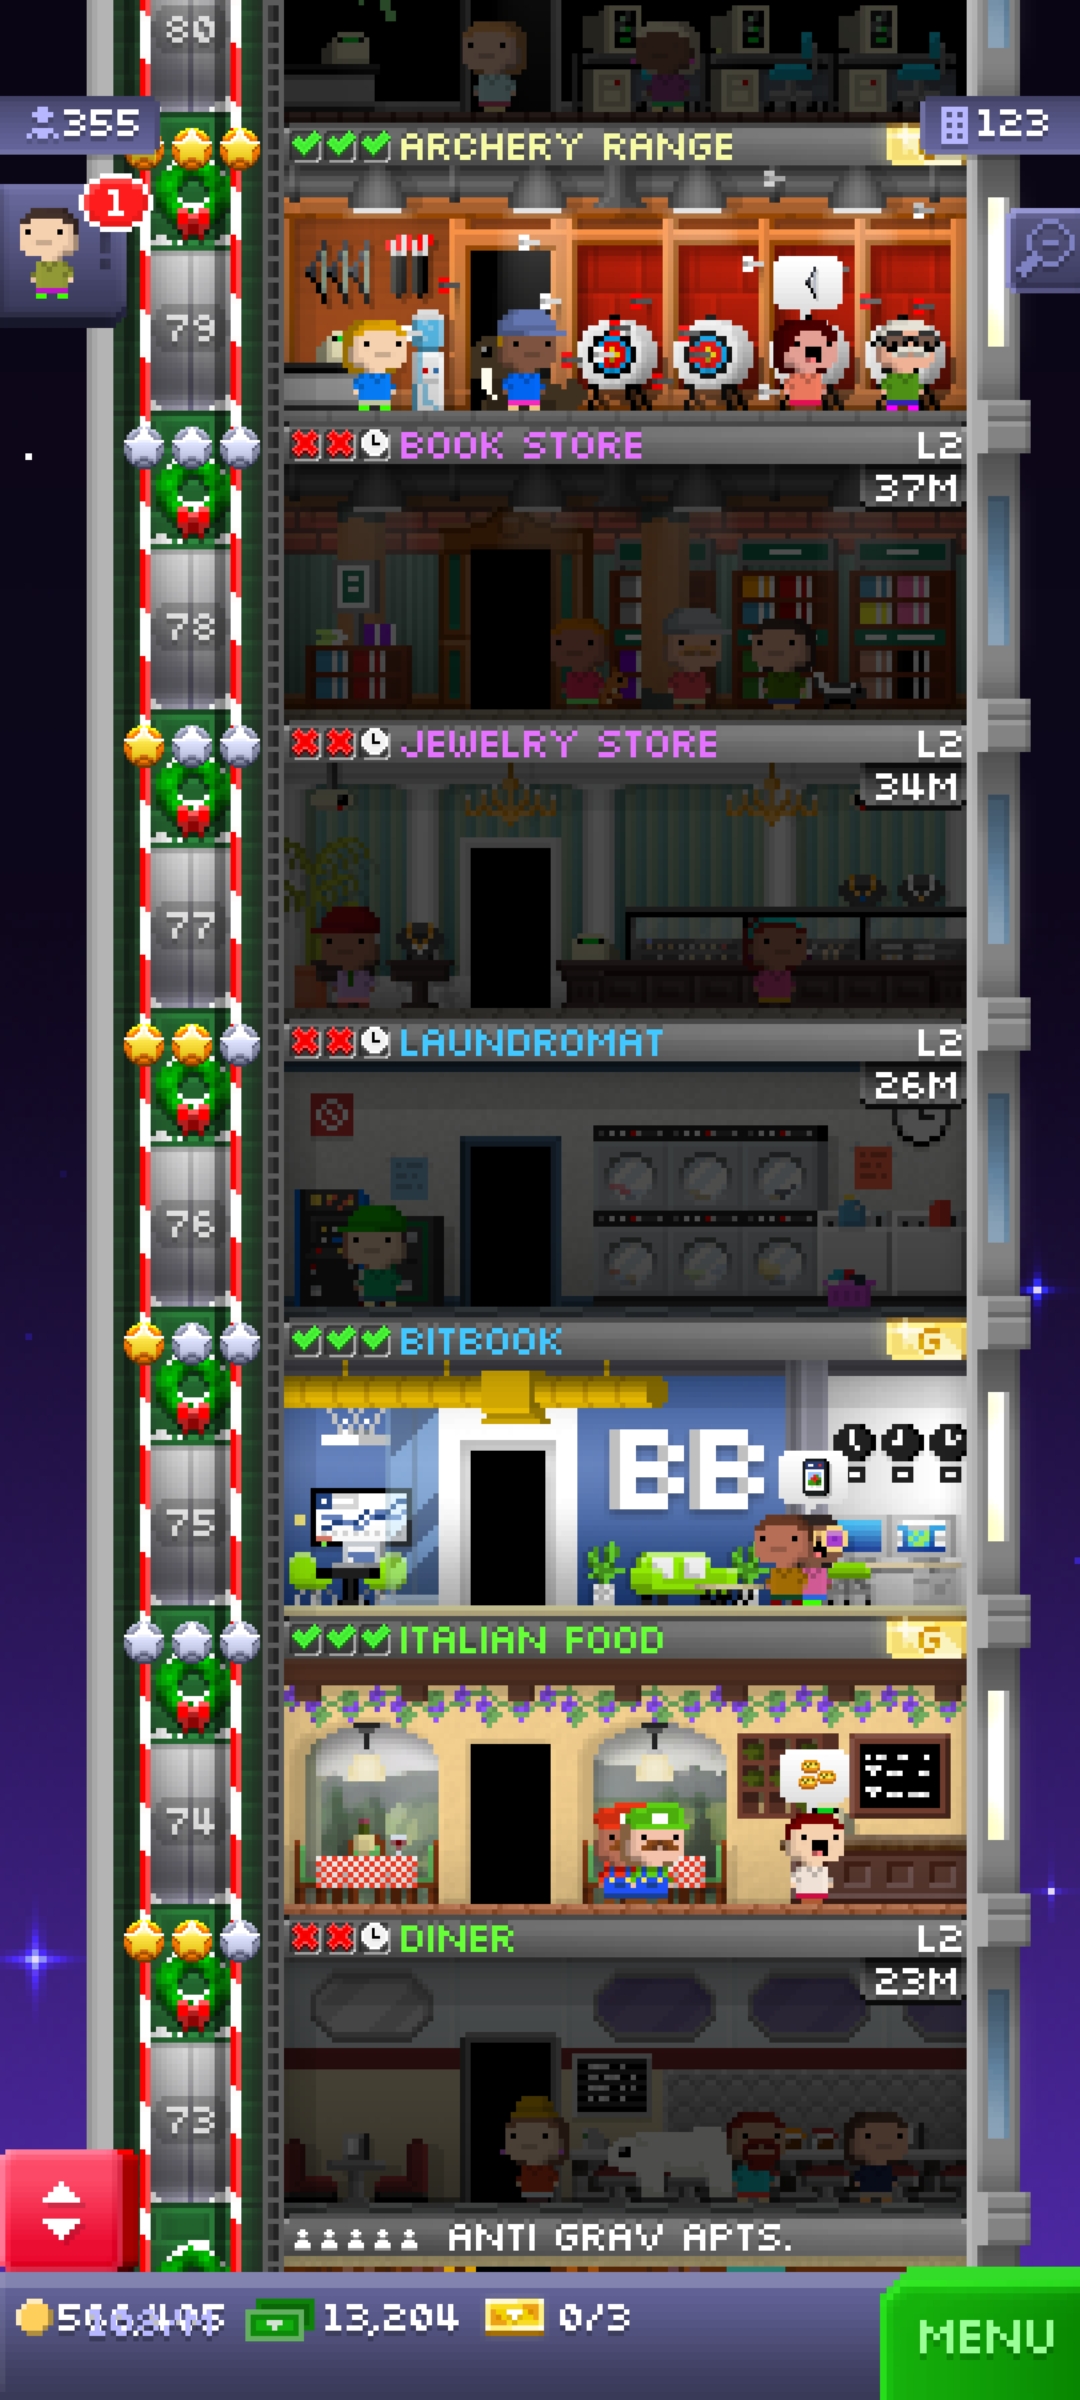 80
355
123
ARCHERY RANGE
1
79
BOOK STORE L2
37M
78
JEWELRY STORE L2
34M
77
LAUNDROMAT L2
26M
76
BITBOOK G
BB
75
ITALIAN FOOD G
74
DINER L2
23M
73
ANTI GRAV APTS.
13,204
0/3
MENU